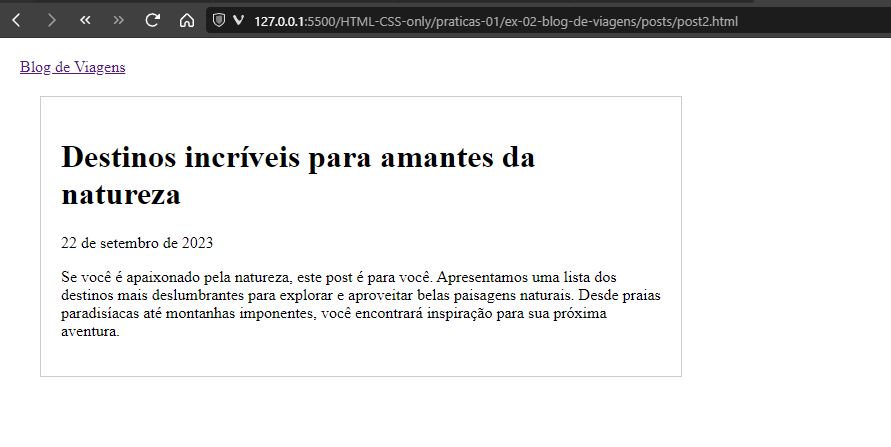 127.0.0.1:5500/HTML-CSS-only/praticas-01/ex-02-blog-de-viagens/posts/post2.html
Blog de Viagens
Destinos incríveis para amantes da
natureza
22 de setembro de 2023
Se você é apaixonado pela natureza, este post é para você. Apresentamos uma lista dos
destinos mais deslumbrantes para explorar e aproveitar belas paisagens naturais. Desde praias
paradisíacas até montanhas imponentes, você encontrará inspiração para sua próxima
aventura.